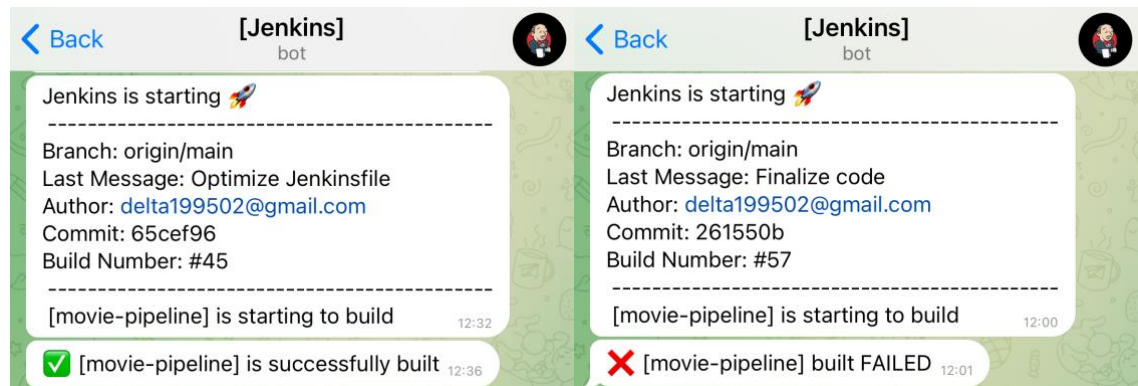 Back
[Jenkins]
bot
Jenkins is starting 🚀
---------------------------------------------
Branch: origin/main
Last Message: Optimize Jenkinsfile
Author: delta199502@gmail.com
Commit: 65cef96
Build Number: #45
---------------------------------------------
[movie-pipeline] is starting to build 12:32
✅ [movie-pipeline] is successfully built 12:36
Back
[Jenkins]
bot
Jenkins is starting 🚀
---------------------------------------------
Branch: origin/main
Last Message: Finalize code
Author: delta199502@gmail.com
Commit: 261550b
Build Number: #57
---------------------------------------------
[movie-pipeline] is starting to build 12:00
❌ [movie-pipeline] built FAILED 12:01